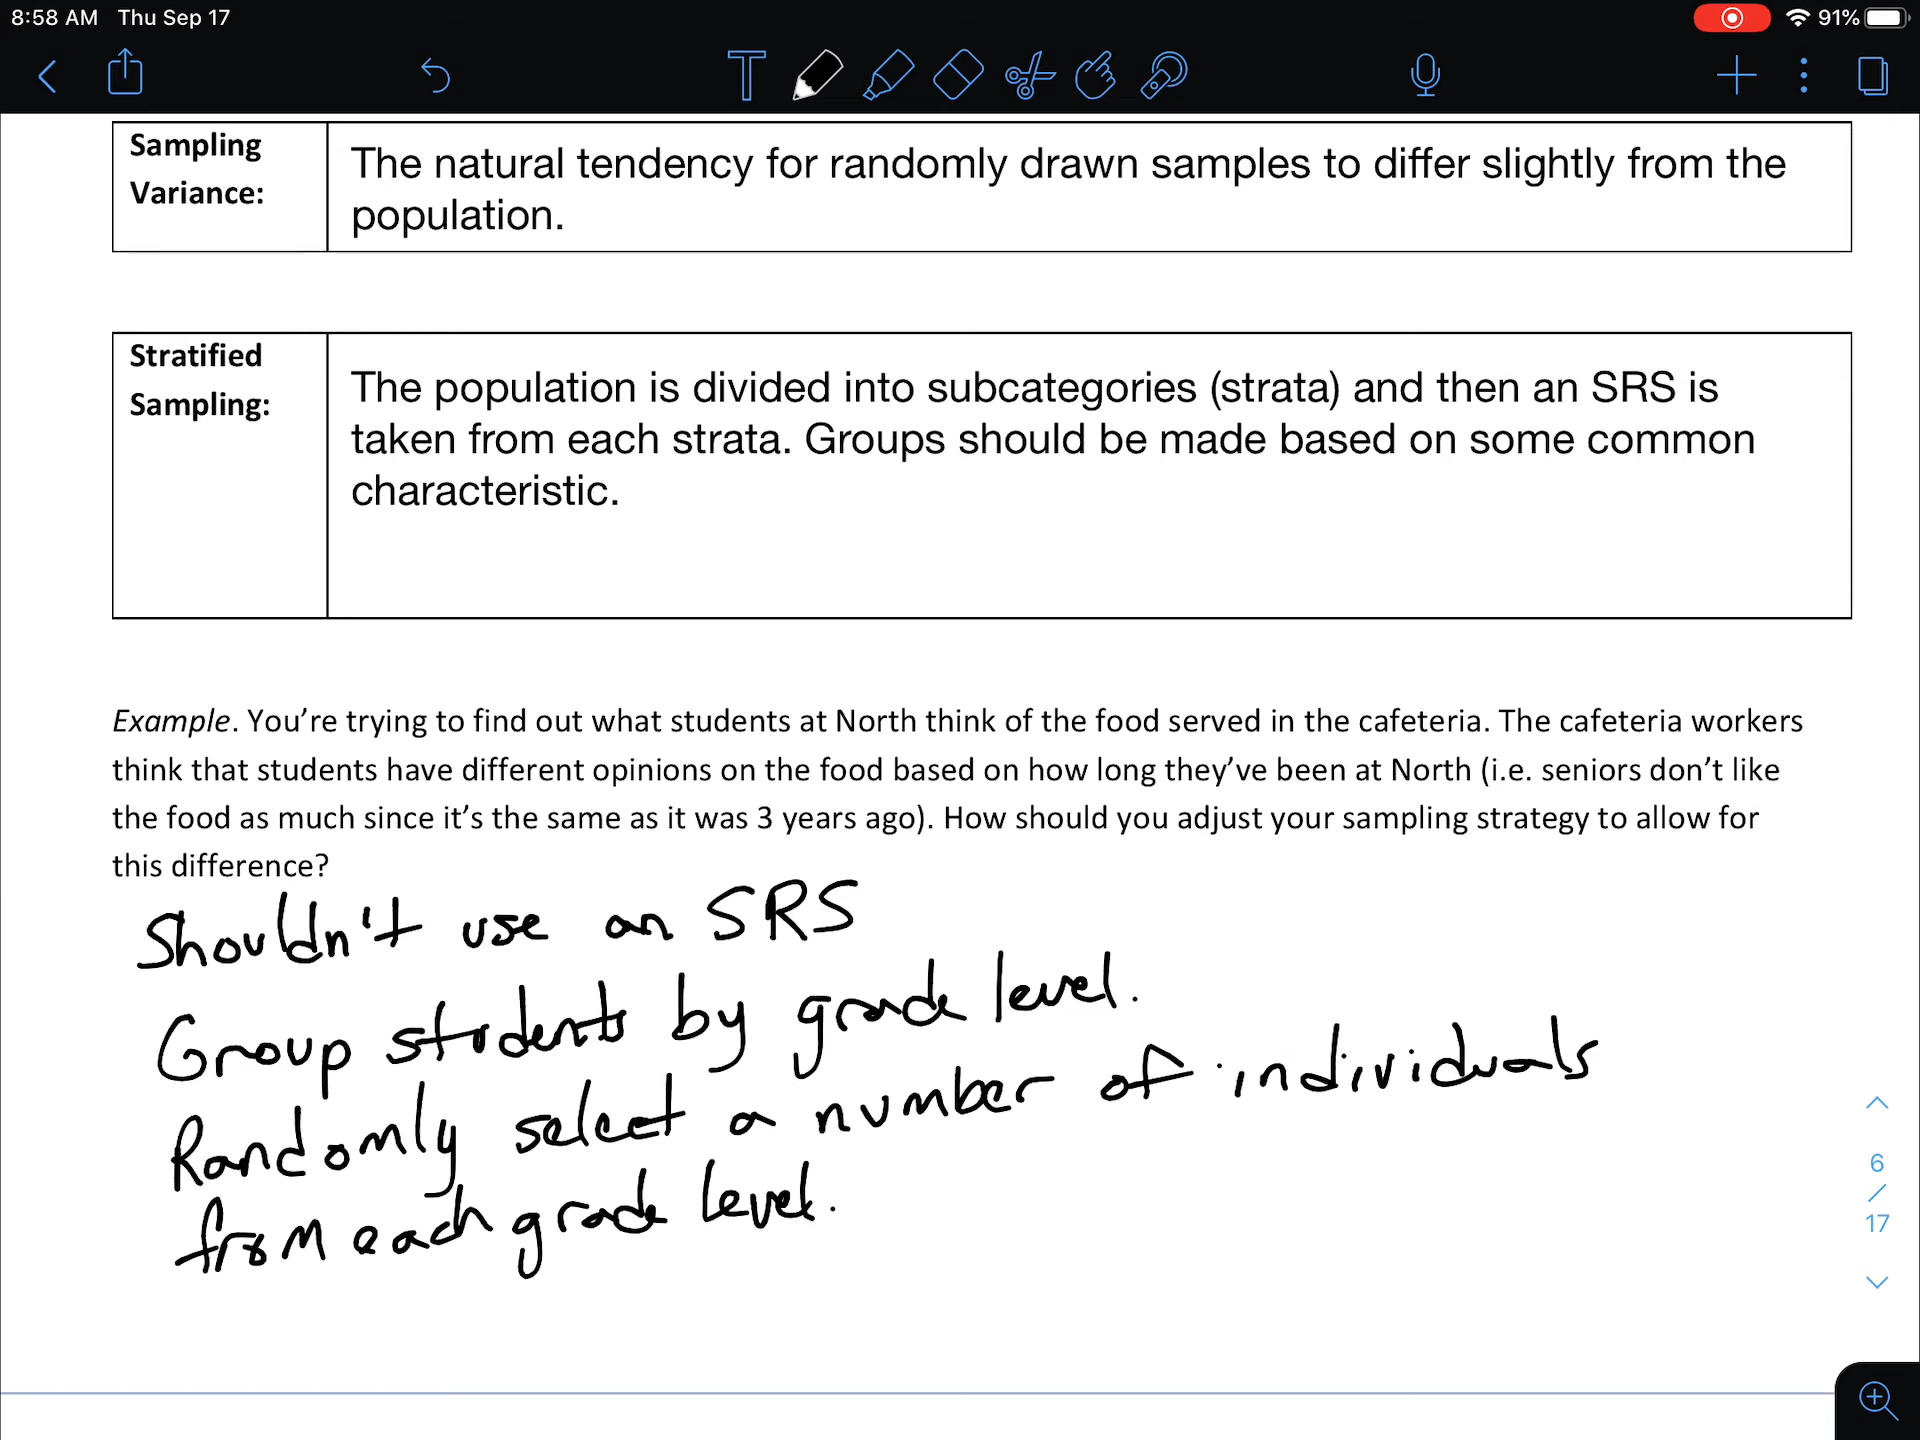 8:58 AM Thu Sep 17
91%
Sampling
Variance:
The natural tendency for randomly drawn samples to differ slightly from the
population.
Stratified
Sampling:
The population is divided into subcategories (strata) and then an SRS is
taken from each strata. Groups should be made based on some common
characteristic.
Example. You're trying to find out what students at North think of the food served in the cafeteria. The cafeteria workers
think that students have different opinions on the food based on how long they've been at North (i.e. seniors don't like
the food as much since it's the same as it was 3 years ago). How should you adjust your sampling strategy to allow for
this difference?
Shouldn't use an SRS
Group students by grade level.
Randomly select a number of individuals
from each grade level.
6
/
17